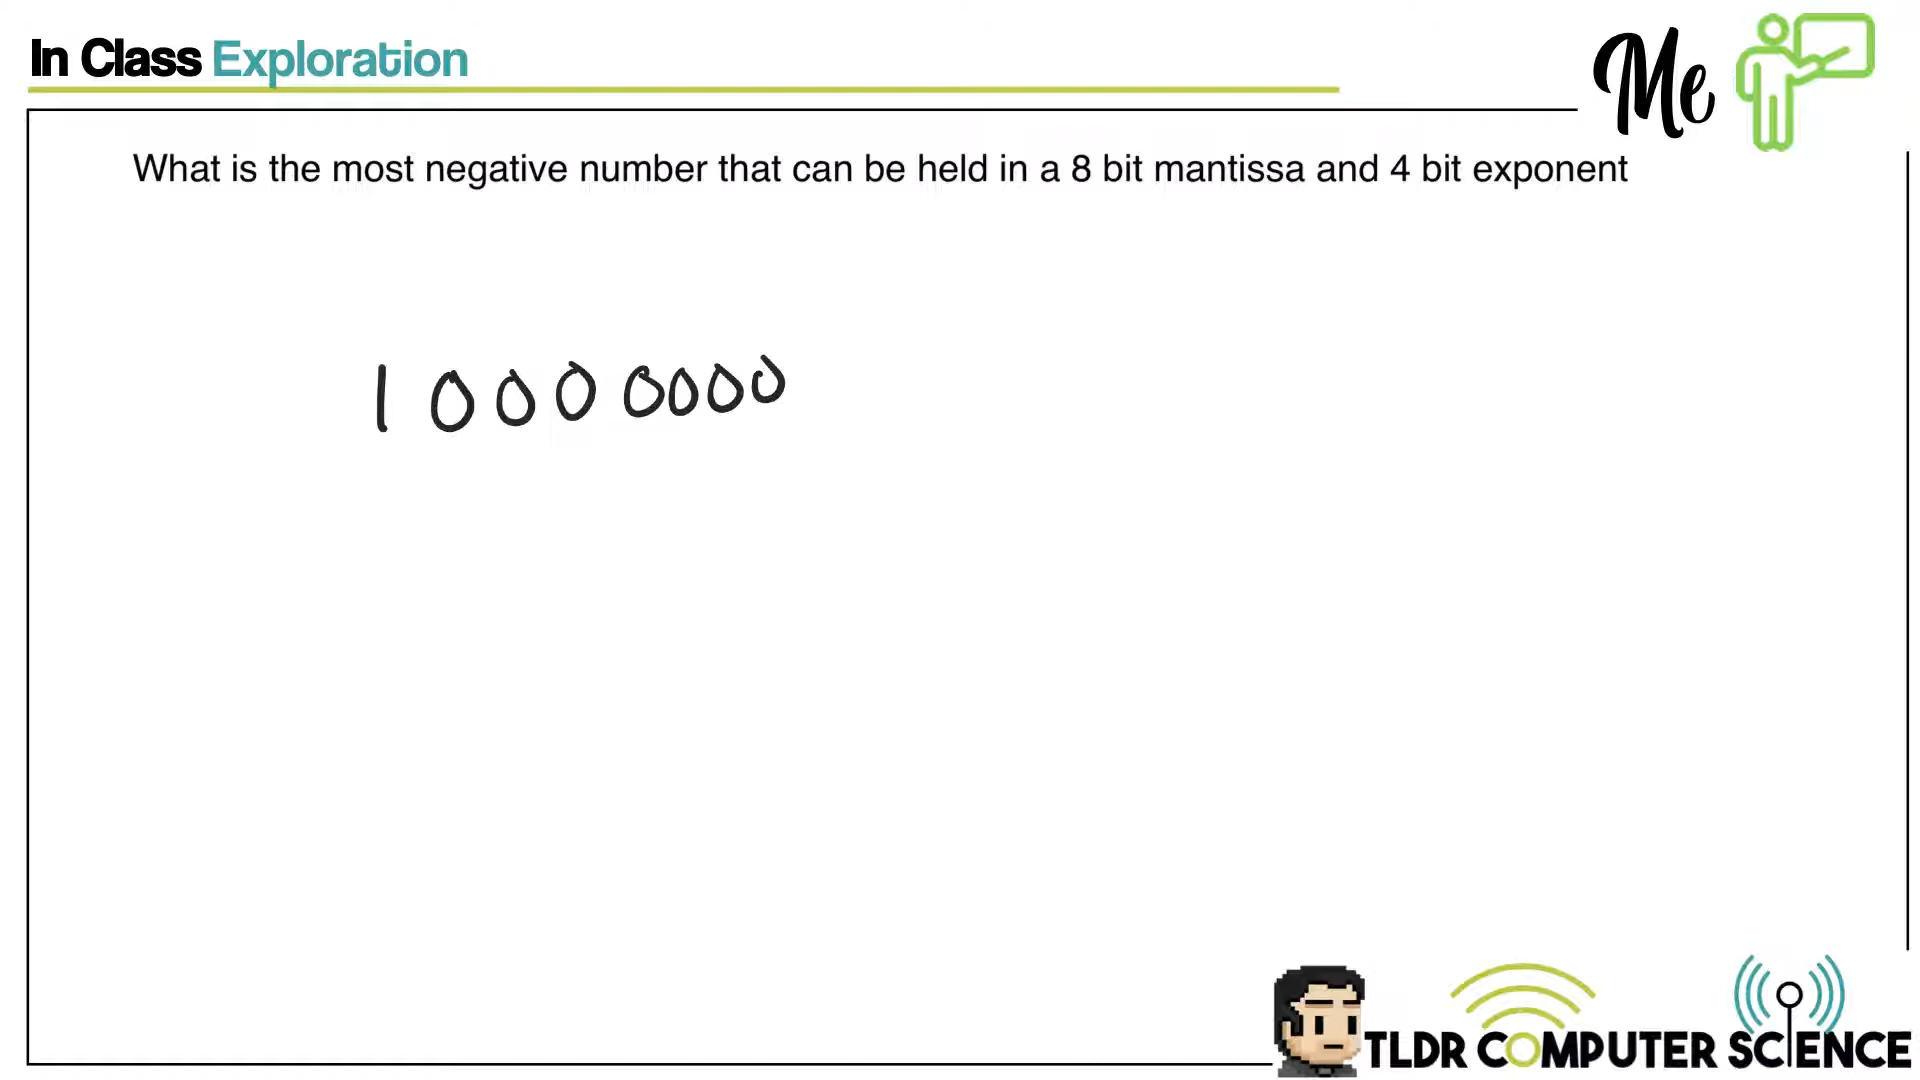 In Class Exploration
Me
What is the most negative number that can be held in a 8 bit mantissa and 4 bit exponent
1 0 0 0 0 0 0 0
TLDR COMPUTER SCIENCE